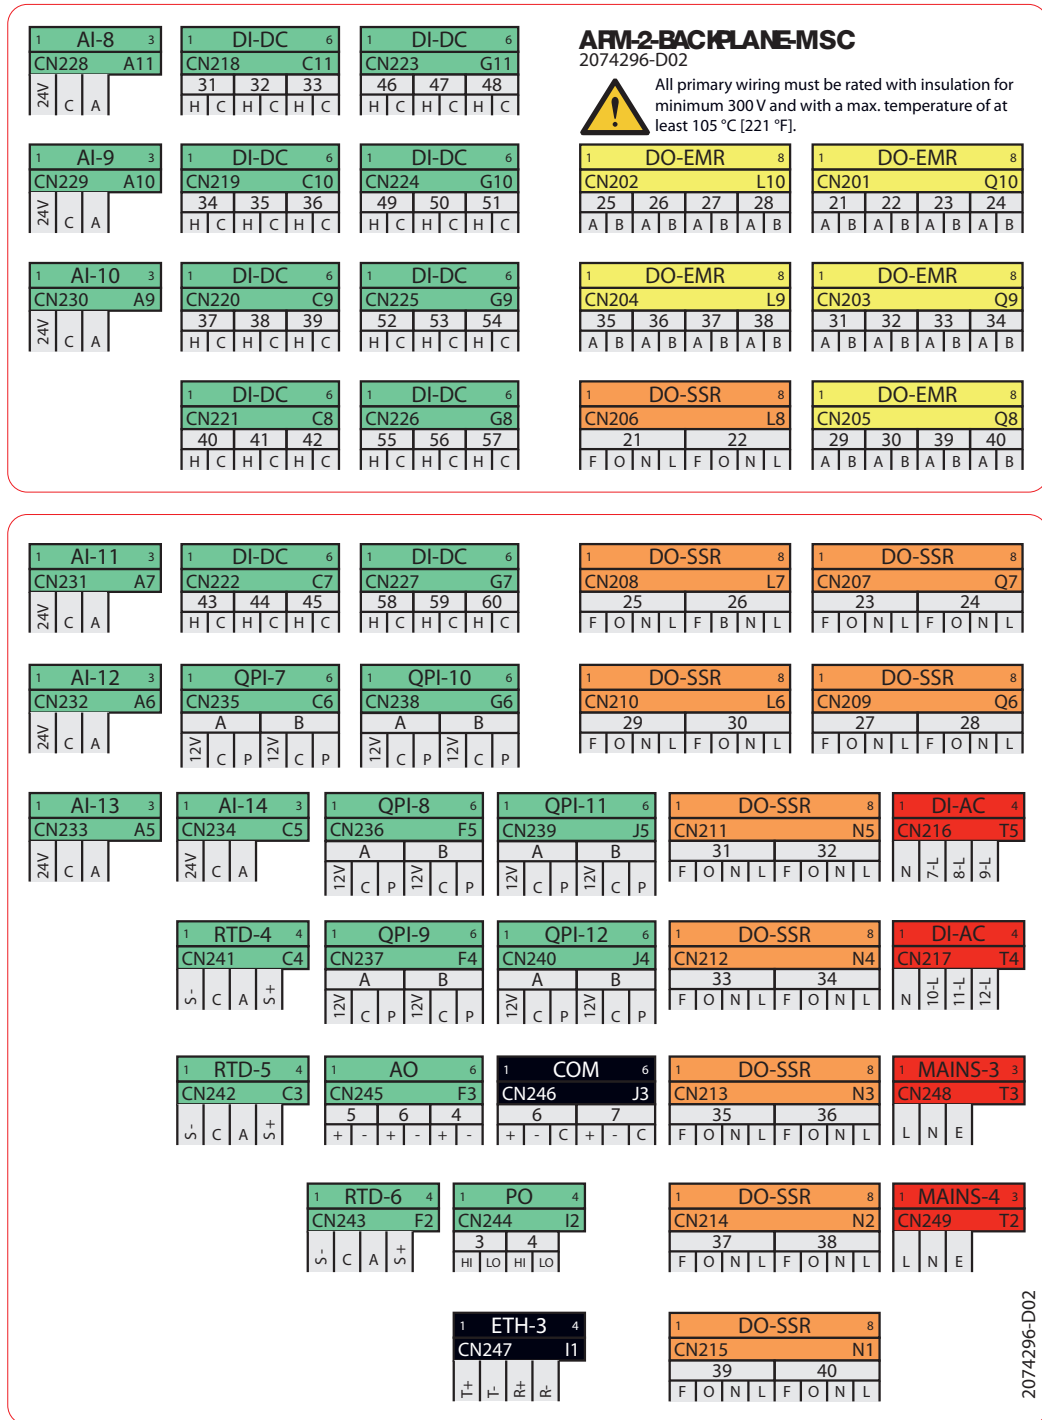 ARM-2-BACKPLANE-MSC
2074296-D02
All primary wiring must be rated with insulation for
minimum 300 V and with a max. temperature of at
least 105 °C [221 °F].
1 AI-8 3
CN228 A11
24V C A
1 DI-DC 6
CN218 C11
31 32 33
H C H C H C
1 DI-DC 6
CN223 G11
46 47 48
H C H C H C
1 AI-9 3
CN229 A10
24V C A
1 DI-DC 6
CN219 C10
34 35 36
H C H C H C
1 DI-DC 6
CN224 G10
49 50 51
H C H C H C
1 DO-EMR 8
CN202 L10
25 26 27 28
A B A B A B A B
1 DO-EMR 8
CN201 Q10
21 22 23 24
A B A B A B A B
1 AI-10 3
CN230 A9
24V C A
1 DI-DC 6
CN220 C9
37 38 39
H C H C H C
1 DI-DC 6
CN225 G9
52 53 54
H C H C H C
1 DO-EMR 8
CN204 L9
35 36 37 38
A B A B A B A B
1 DO-EMR 8
CN203 Q9
31 32 33 34
A B A B A B A B
1 DI-DC 6
CN221 C8
40 41 42
H C H C H C
1 DI-DC 6
CN226 G8
55 56 57
H C H C H C
1 DO-SSR 8
CN206 L8
21 22
F O N L F O N L
1 DO-EMR 8
CN205 Q8
29 30 39 40
A B A B A B A B
1 AI-11 3
CN231 A7
24V C A
1 DI-DC 6
CN222 C7
43 44 45
H C H C H C
1 DI-DC 6
CN227 G7
58 59 60
H C H C H C
1 DO-SSR 8
CN208 L7
25 26
F O N L F B N L
1 DO-SSR 8
CN207 Q7
23 24
F O N L F O N L
1 AI-12 3
CN232 A6
24V C A
1 QPI-7 6
CN235 C6
A B
12V C P 12V C P
1 QPI-10 6
CN238 G6
A B
12V C P 12V C P
1 DO-SSR 8
CN210 L6
29 30
F O N L F O N L
1 DO-SSR 8
CN209 Q6
27 28
F O N L F O N L
1 AI-13 3
CN233 A5
24V C A
1 AI-14 3
CN234 C5
24V C A
1 QPI-8 6
CN236 F5
A B
12V C P 12V C P
1 QPI-11 6
CN239 J5
A B
12V C P 12V C P
1 DO-SSR 8
CN211 N5
31 32
F O N L F O N L
1 DI-AC 4
CN216 T5
N 7-L 8-L 9-L
1 RTD-4 4
CN241 C4
S- C A S+
1 QPI-9 6
CN237 F4
A B
12V C P 12V C P
1 QPI-12 6
CN240 J4
A B
12V C P 12V C P
1 DO-SSR 8
CN212 N4
33 34
F O N L F O N L
1 DI-AC 4
CN217 T4
N 10-L 11-L 12-L
1 RTD-5 4
CN242 C3
S- C A S+
1 AO 6
CN245 F3
5 6 4
+ - + - + -
1 COM 6
CN246 J3
6 7
+ - C + - C
1 DO-SSR 8
CN213 N3
35 36
F O N L F O N L
1 MAINS-3 3
CN248 T3
L N E
1 RTD-6 4
CN243 F2
S- C A S+
1 PO 4
CN244 I2
3 4
HI LO HI LO
1 DO-SSR 8
CN214 N2
37 38
F O N L F O N L
1 MAINS-4 3
CN249 T2
L N E
1 ETH-3 4
CN247 I1
T+ T- R+ R-
1 DO-SSR 8
CN215 N1
39 40
F O N L F O N L
2074296-D02